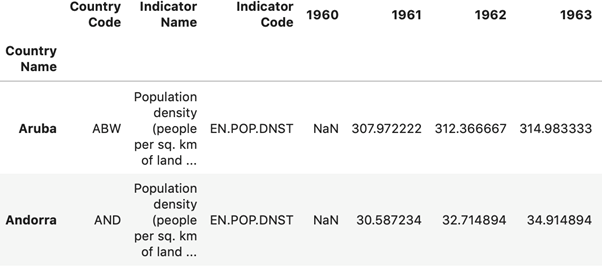 Country Code Indicator Name Indicator Code 1960 1961 1962 1963
Country Name
Aruba ABW Population density (people per sq. km of land ... EN.POP.DNST NaN 307.972222 312.366667 314.983333
Andorra AND Population density (people per sq. km of land ... EN.POP.DNST NaN 30.587234 32.714894 34.914894